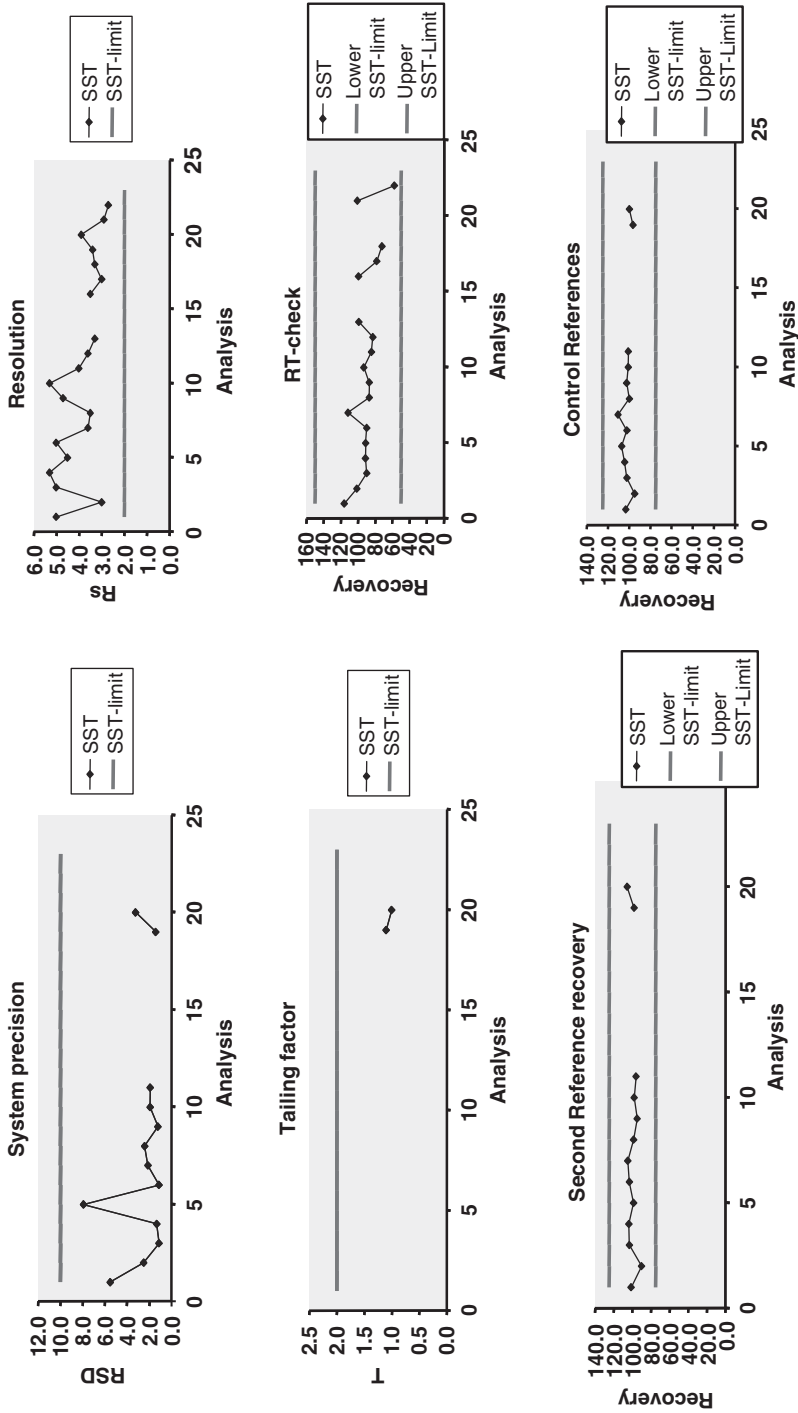 System precision
12.0
10.0
8.0
6.0
4.0
2.0
0.0
RSD
0
5
10
15
20
25
Analysis
SST
SST-limit
Resolution
6.0
5.0
4.0
3.0
2.0
1.0
0.0
Rs
0
5
10
15
20
25
Analysis
SST
SST-limit
Tailing factor
2.5
2.0
1.5
1.0
0.5
0.0
T
0
5
10
15
20
25
Analysis
SST
SST-limit
RT-check
160
140
120
100
80
60
40
20
0
Recovery
0
5
10
15
20
25
Analysis
SST
Lower
SST-limit
Upper
SST-Limit
Second Reference recovery
140.0
120.0
100.0
80.0
60.0
40.0
20.0
0.0
Recovery
0
5
10
15
20
Analysis
SST
Lower
SST-limit
Upper
SST-Limit
Control References
140.0
120.0
100.0
80.0
60.0
40.0
20.0
0.0
Recovery
0
5
10
15
20
25
Analysis
SST
Lower
SST-limit
Upper
SST-Limit